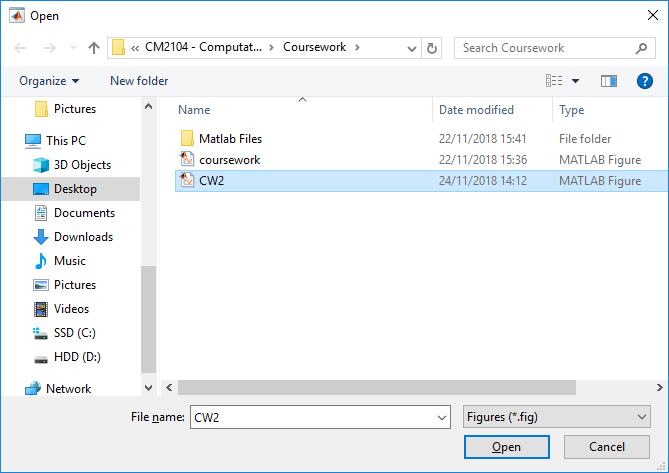 Open
« CM2104 - Computat... > Coursework >
Search Coursework
Organize
New folder
Name Date modified Type
Pictures
This PC
3D Objects
Desktop
Documents
Downloads
Music
Pictures
Videos
SSD (C:)
HDD (D:)
Network
Matlab Files 22/11/2018 15:41 File folder
coursework 22/11/2018 15:36 MATLAB Figure
CW2 24/11/2018 14:12 MATLAB Figure
File name: CW2 Figures (*.fig)
Open Cancel